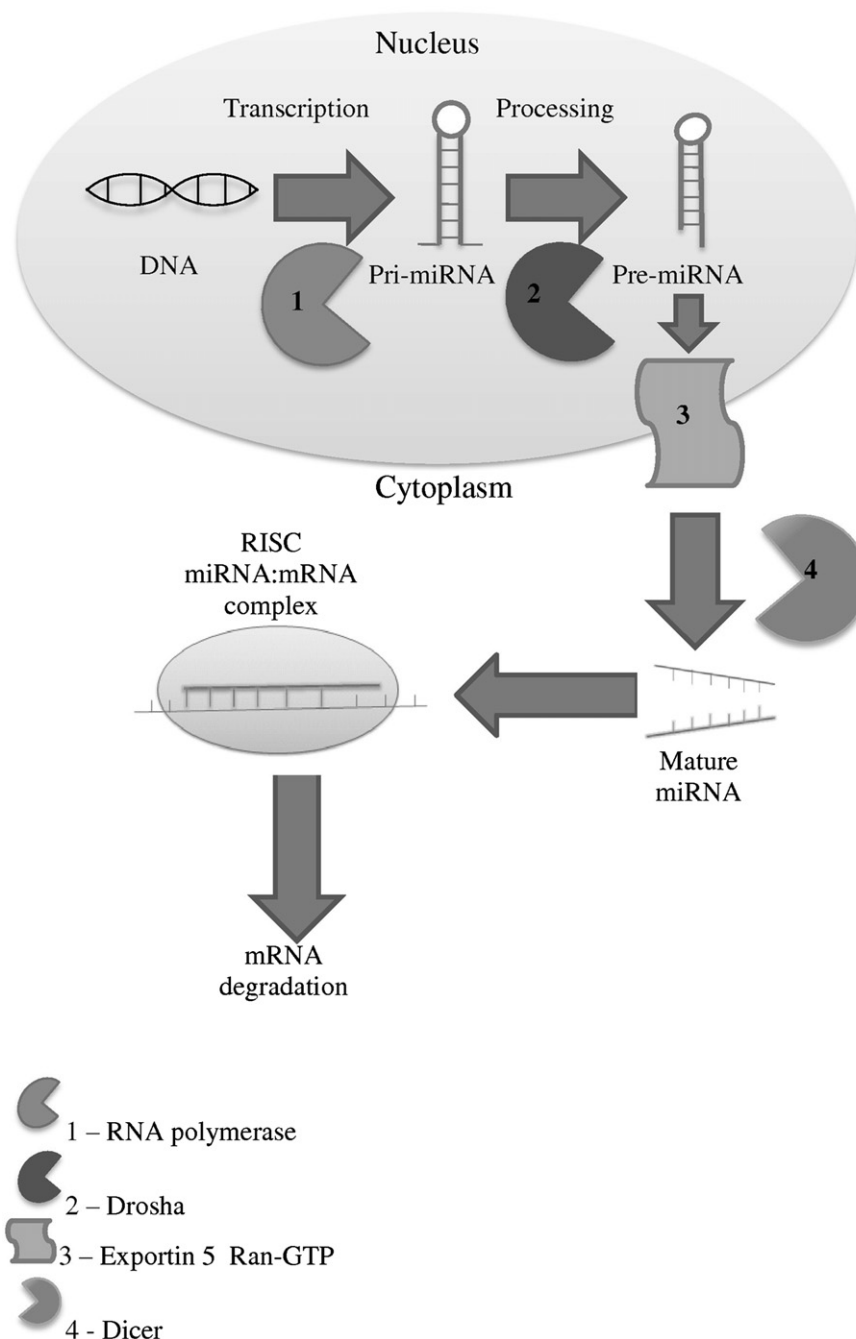 Nucleus
Transcription
Processing
DNA
1
Pri-miRNA
2
Pre-miRNA
3
Cytoplasm
RISC
miRNA:mRNA
complex
4
Mature
miRNA
mRNA
degradation
1 – RNA polymerase
2 – Drosha
3 – Exportin 5 Ran-GTP
4 - Dicer